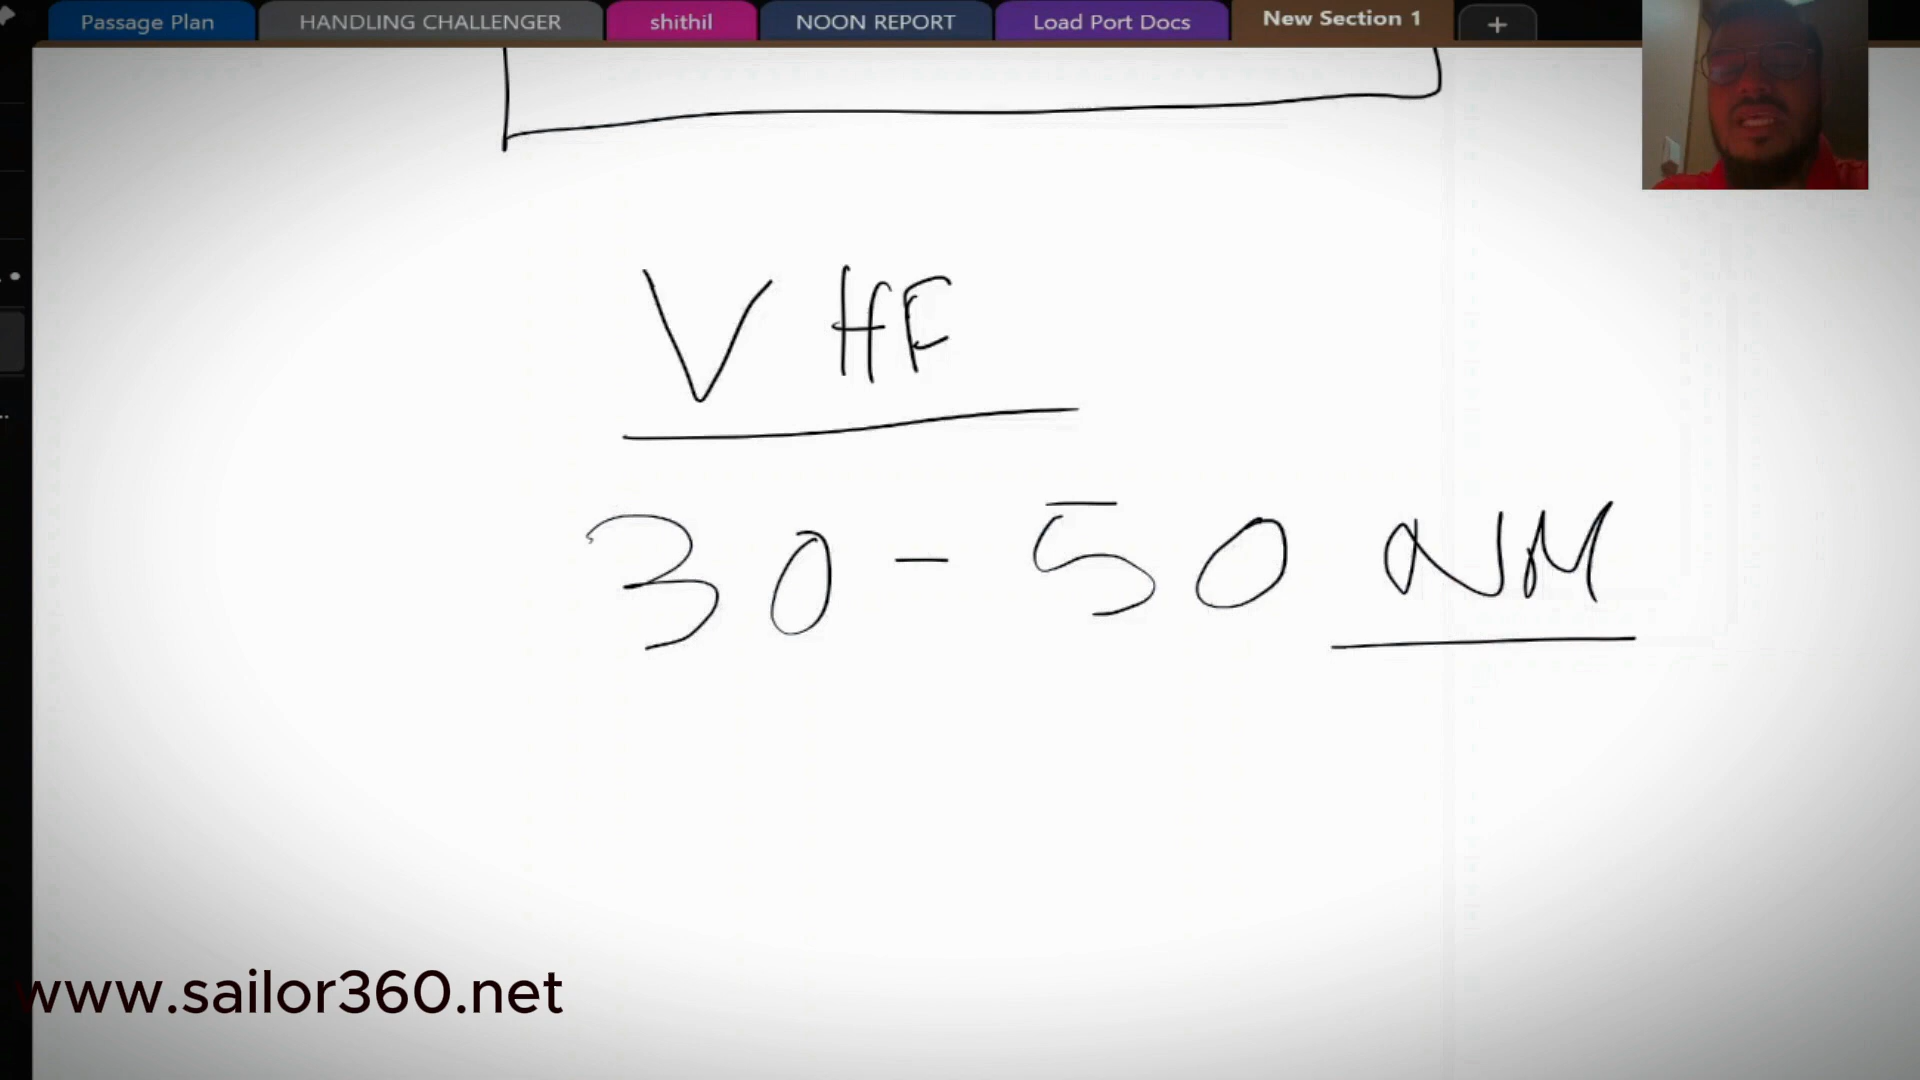 Passage Plan HANDLING CHALLENGER shithil NOON REPORT Load Port Docs New Section 1 +
VHF
30 - 50 NM
www.sailor360.net